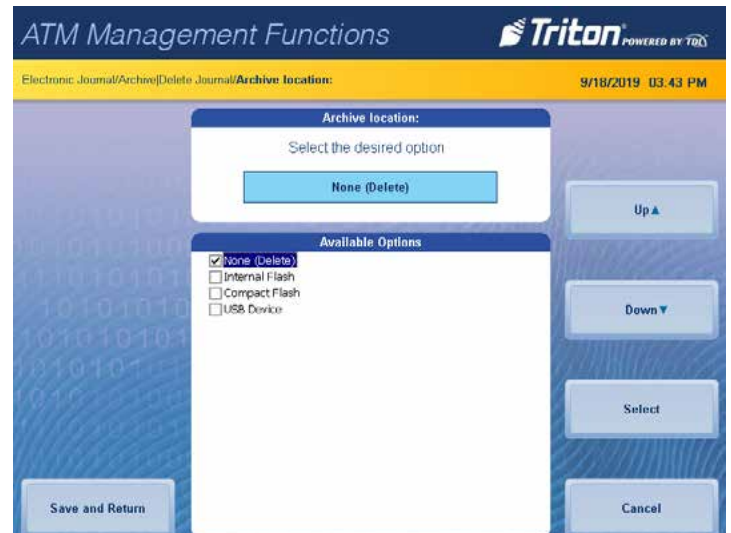 ATM Management Functions
Triton POWERED BY TDL
Electronic Journal/Archive|Delete Journal/Archive location:
9/18/2019 03.43 PM
Archive location:
Select the desired option
None (Delete)
Up▲
Available Options
None (Delete)
Internal Flash
Compact Flash
USB Device
Down▼
Select
Save and Return
Cancel